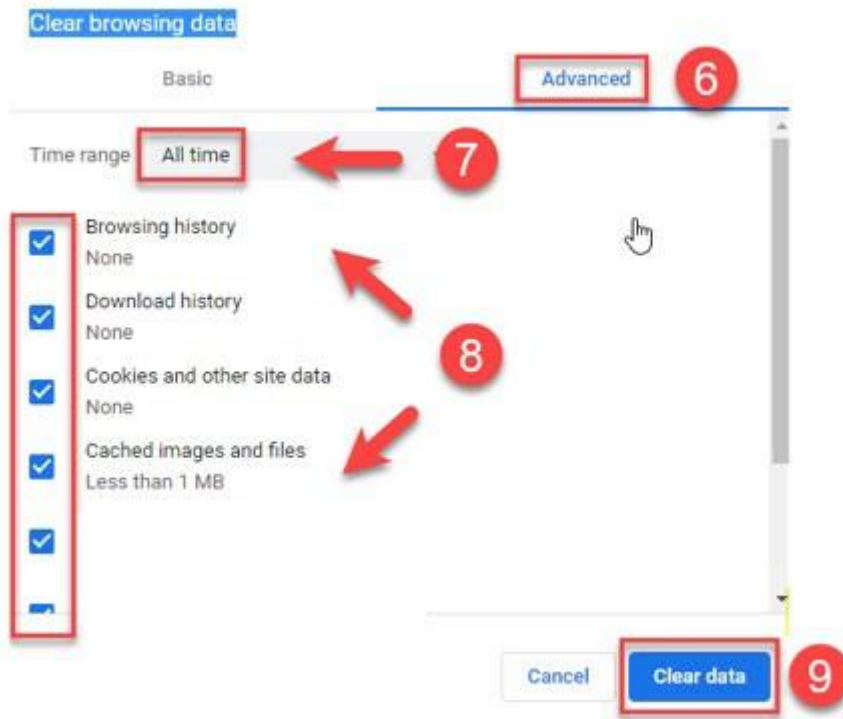 Clear browsing data
Basic
Advanced
6
Time range
All time
7
Browsing history
None
Download history
None
8
Cookies and other site data
None
Cached images and files
Less than 1 MB
Cancel
Clear data
9